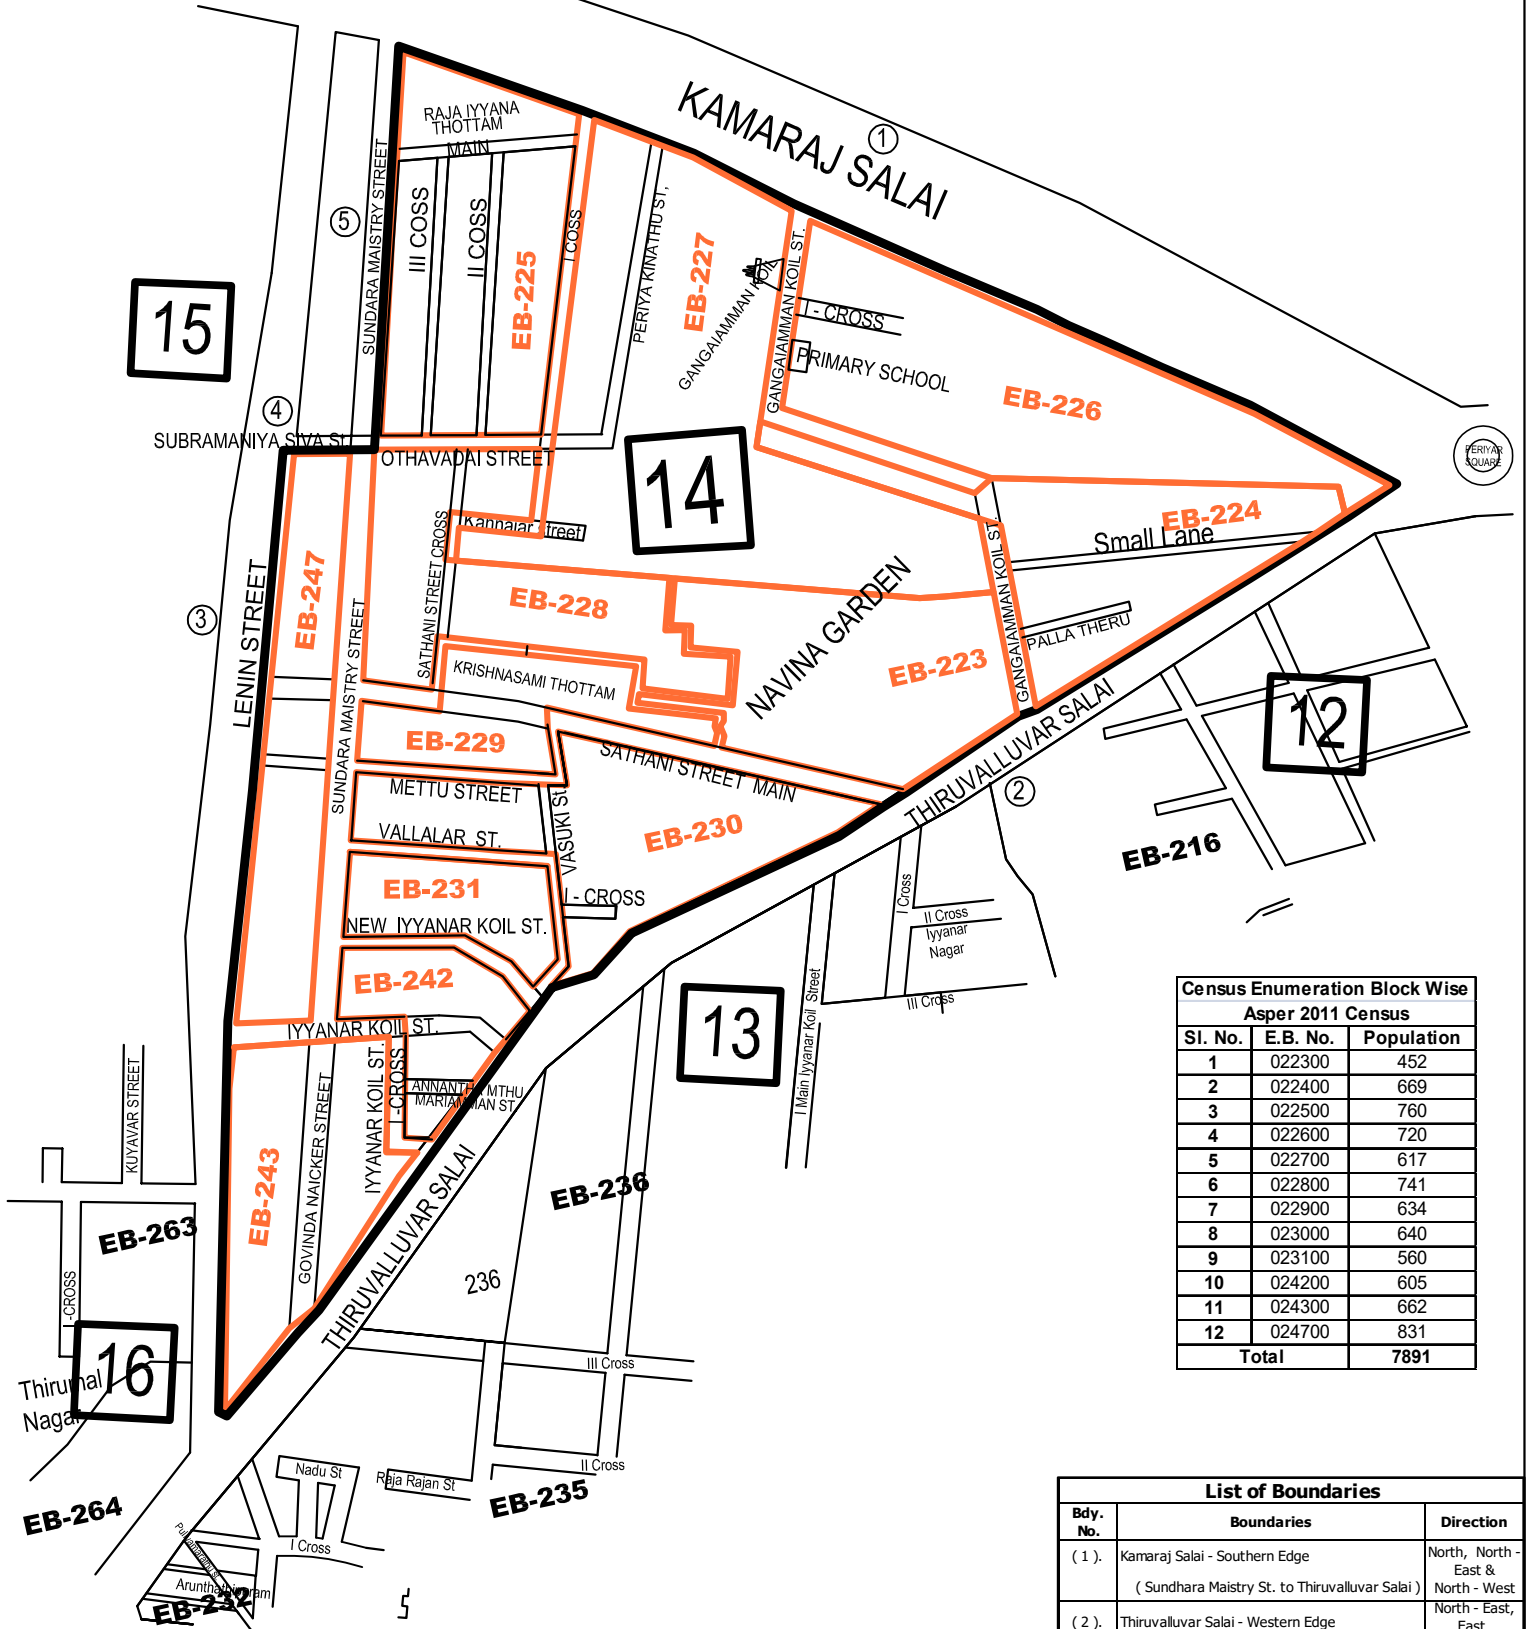 KAMARAJ SALAI
1
RAJA IYYANA
THOTTAM
MAIN
III COSS
II COSS
I COSS
EB-225
SUNDARA MAISTRY STREET
5
15
4
SUBRAMANIYA SIVA St.
OTHAVADAI STREET
PERIYA KINATHU ST,
EB-227
GANGAIAMMAN KOIL
GANGAIAMMAN KOIL ST.
I - CROSS
PRIMARY SCHOOL
EB-226
PERIYAR
SQUARE
14
Kannaiar Street
SATHANI STREET CROSS
EB-224
Small Lane
GANGAIAMMAN KOIL ST.
PALLA THERU
EB-247
LENIN STREET
3
SUNDARA MAISTRY STREET
EB-228
NAVINA GARDEN
EB-223
KRISHNASAMI THOTTAM
EB-229
SATHANI STREET MAIN
THIRUVALLUVAR SALAI
2
12
METTU STREET
VALLALAR ST.
VASUKI St.
EB-230
EB-216
EB-231
I - CROSS
NEW IYYANAR KOIL ST.
EB-242
IYYANAR KOIL ST.
I Cross
II Cross
Iyyanar
Nagar
III Cross
I Main Iyyanar Koil Street
13
IYYANAR KOIL ST.
I -CROSS
ANNANTHA MTHU
MARIAMMAN ST
KUYAVAR STREET
GOVINDA NAICKER STREET
EB-243
THIRUVALLUVAR SALAI
EB-236
EB-263
I-CROSS
236
16
Thirumal
Nagar
III Cross
II Cross
Nadu St
Raja Rajan St
EB-235
EB-264
I Cross
Arunthathipuram
EB-232
Census Enumeration Block Wise
Asper 2011 Census
SI. No. E.B. No. Population
1 022300 452
2 022400 669
3 022500 760
4 022600 720
5 022700 617
6 022800 741
7 022900 634
8 023000 640
9 023100 560
10 024200 605
11 024300 662
12 024700 831
Total 7891
List of Boundaries
Bdy. No. Boundaries Direction
( 1 ). Kamaraj Salai - Southern Edge North, North -
East &
( Sundhara Maistry St. to Thiruvalluvar Salai ) North - West
( 2 ). Thiruvalluvar Salai - Western Edge North - East,
East